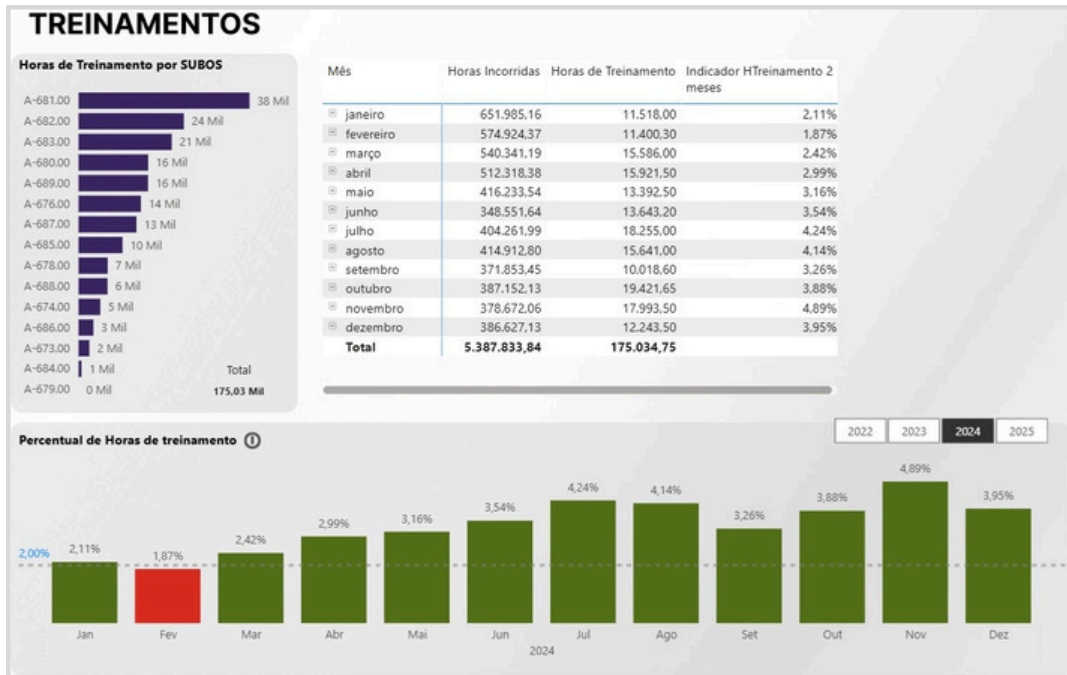 TREINAMENTOS
Horas de Treinamento por SUBOS
A-681.00 38 Mil
A-682.00 24 Mil
A-683.00 21 Mil
A-680.00 16 Mil
A-689.00 16 Mil
A-676.00 14 Mil
A-687.00 13 Mil
A-685.00 10 Mil
A-678.00 7 Mil
A-688.00 6 Mil
A-674.00 5 Mil
A-686.00 3 Mil
A-673.00 2 Mil
A-684.00 1 Mil
A-679.00 0 Mil
Total
175,03 Mil
Mês Horas Incorridas Horas de Treinamento Indicador HTreinamento 2
meses
janeiro 651.985,16 11.518,00 2,11%
fevereiro 574.924,37 11.400,30 1,87%
março 540.341,19 15.586,00 2,42%
abril 512.318,38 15.921,50 2,99%
maio 416.233,54 13.392,50 3,16%
junho 348.551,64 13.643,20 3,54%
julho 404.261,99 18.255,00 4,24%
agosto 414.912,80 15.641,00 4,14%
setembro 371.853,45 10.018,60 3,26%
outubro 387.152,13 19.421,65 3,88%
novembro 378.672,06 17.993,50 4,89%
dezembro 386.627,13 12.243,50 3,95%
Total 5.387.833,84 175.034,75
Percentual de Horas de treinamento
2022 2023 2024 2025
2,00%
2,11% 1,87% 2,42% 2,99% 3,16% 3,54% 4,24% 4,14% 3,26% 3,88% 4,89% 3,95%
Jan Fev Mar Abr Mai Jun Jul Ago Set Out Nov Dez
2024